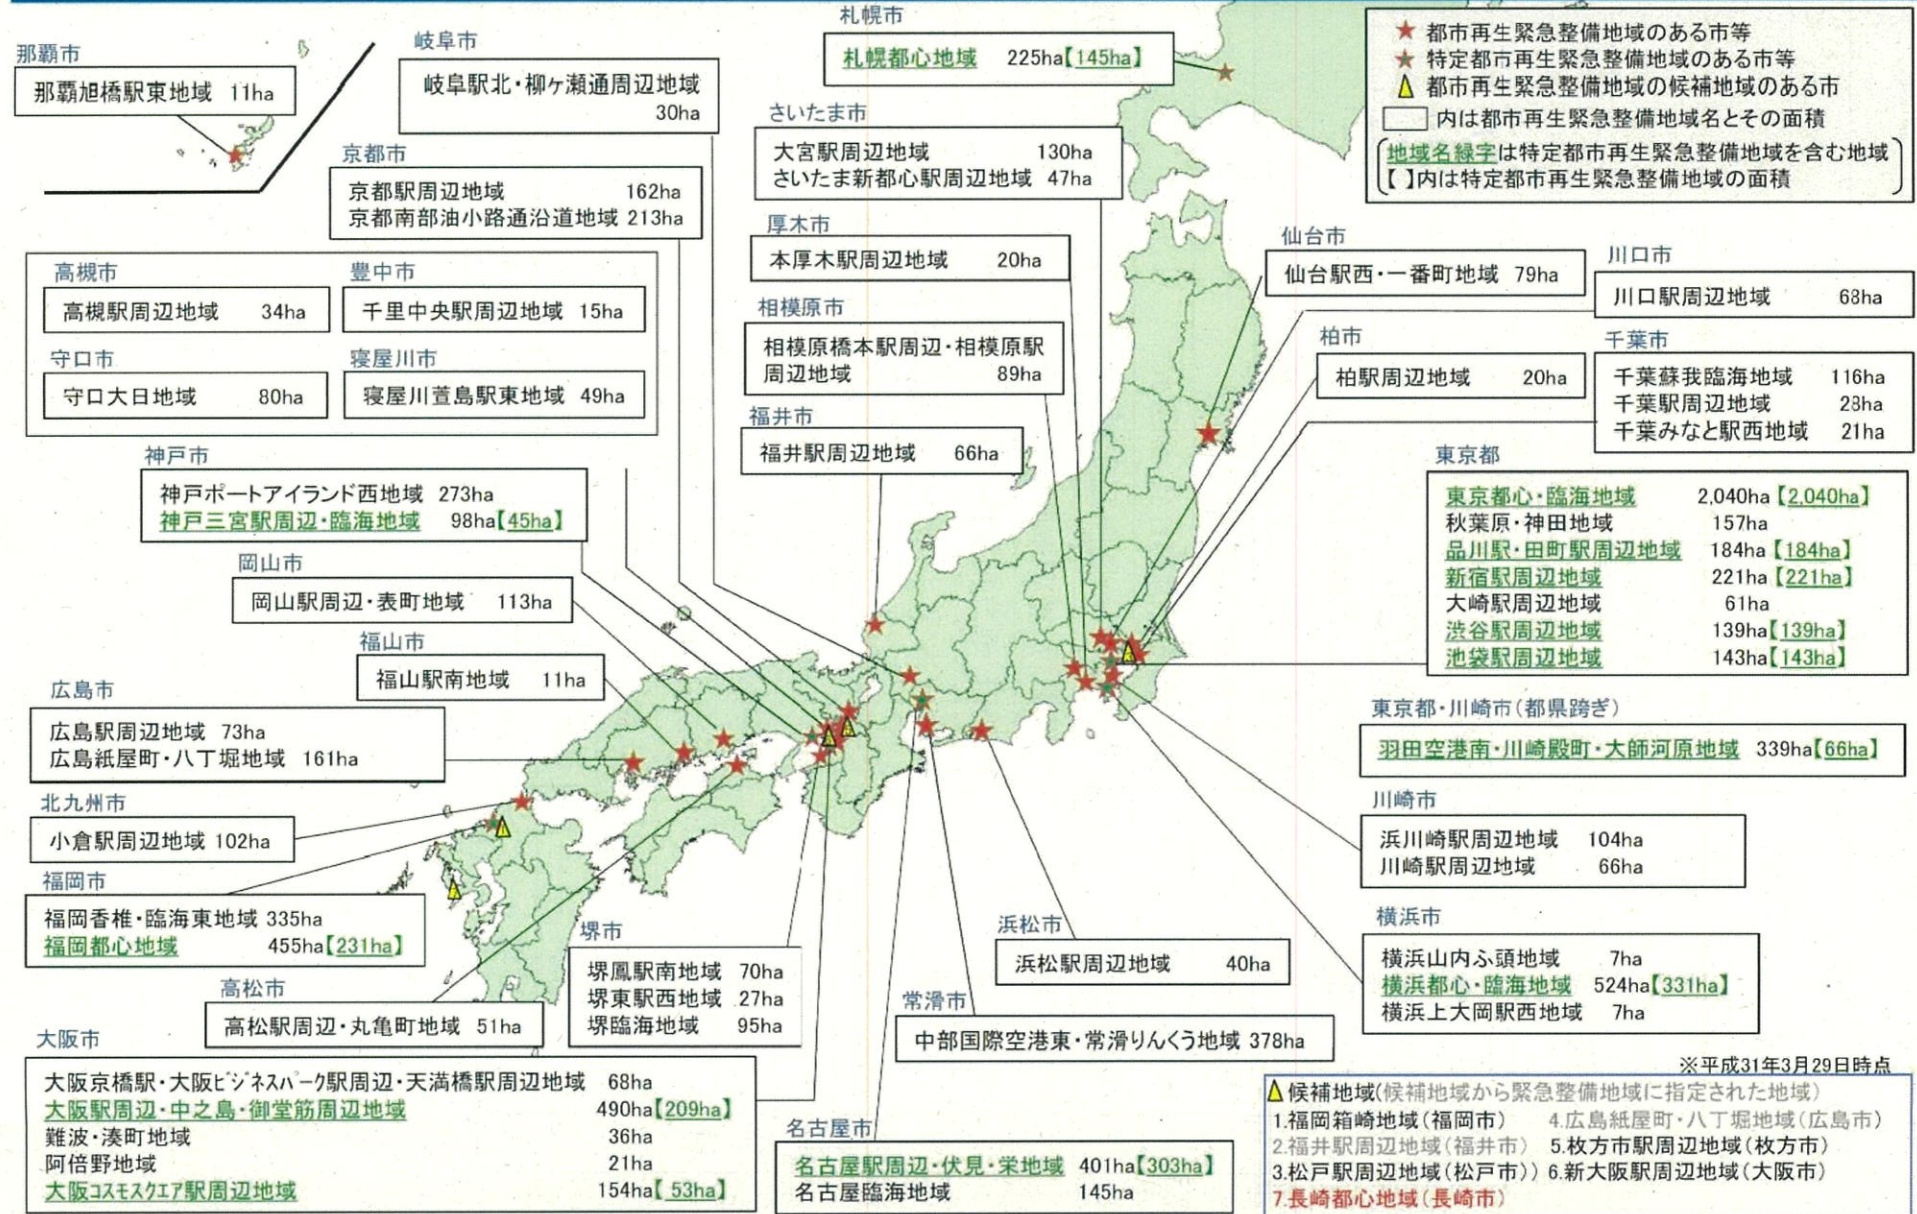 那覇市
那覇旭橋駅東地域 11ha
岐阜市
岐阜駅北・柳ヶ瀬通周辺地域
30ha
札幌市
札幌都心地域 225ha【145ha】
★ 都市再生緊急整備地域のある市等
★ 特定都市再生緊急整備地域のある市等
都市再生緊急整備地域の候補地域のある市
内は都市再生緊急整備地域名とその面積
地域名緑字は特定都市再生緊急整備地域を含む地域
【 】内は特定都市再生緊急整備地域の面積
京都市
京都駅周辺地域 162ha
京都南部油小路通沿道地域 213ha
さいたま市
大宮駅周辺地域 130ha
さいたま新都心駅周辺地域 47ha
厚木市
本厚木駅周辺地域 20ha
相模原市
相模原橋本駅周辺・相模原駅
周辺地域 89ha
福井市
福井駅周辺地域 66ha
仙台市
仙台駅西・一番町地域 79ha
川口市
川口駅周辺地域 68ha
柏市
柏駅周辺地域 20ha
千葉市
千葉蘇我臨海地域 116ha
千葉駅周辺地域 28ha
千葉みなと駅西地域 21ha
高槻市
高槻駅周辺地域 34ha
豊中市
千里中央駅周辺地域 15ha
守口市
守口大日地域 80ha
寝屋川市
寝屋川萱島駅東地域 49ha
神戸市
神戸ポートアイランド西地域 273ha
神戸三宮駅周辺・臨海地域 98ha【45ha】
岡山市
岡山駅周辺・表町地域 113ha
福山市
福山駅南地域 11ha
広島市
広島駅周辺地域 73ha
広島紙屋町・八丁堀地域 161ha
北九州市
小倉駅周辺地域 102ha
福岡市
福岡香椎・臨海東地域 335ha
福岡都心地域 455ha【231ha】
高松市
高松駅周辺・丸亀町地域 51ha
堺市
堺鳳駅南地域 70ha
堺東駅西地域 27ha
堺臨海地域 95ha
東京都
東京都心・臨海地域 2,040ha【2,040ha】
秋葉原・神田地域 157ha
品川駅・田町駅周辺地域 184ha【184ha】
新宿駅周辺地域 221ha【221ha】
大崎駅周辺地域 61ha
渋谷駅周辺地域 139ha【139ha】
池袋駅周辺地域 143ha【143ha】
東京都・川崎市(都県跨ぎ)
羽田空港南・川崎殿町・大師河原地域 339ha【66ha】
川崎市
浜川崎駅周辺地域 104ha
川崎駅周辺地域 66ha
横浜市
横浜山内ふ頭地域 7ha
横浜都心・臨海地域 524ha【331ha】
横浜上大岡駅西地域 7ha
浜松市
浜松駅周辺地域 40ha
常滑市
中部国際空港東・常滑りんくう地域 378ha
大阪市
大阪京橋駅・大阪ビジネスパーク駅周辺・天満橋駅周辺地域 68ha
大阪駅周辺・中之島・御堂筋周辺地域 490ha【209ha】
難波・湊町地域 36ha
阿倍野地域 21ha
大阪コスモスクエア駅周辺地域 154ha【 53ha】
名古屋市
名古屋駅周辺・伏見・栄地域 401ha【303ha】
名古屋臨海地域 145ha
※平成31年3月29日時点
候補地域(候補地域から緊急整備地域に指定された地域)
1.福岡箱崎地域(福岡市) 4.広島紙屋町・八丁堀地域(広島市)
2.福井駅周辺地域(福井市) 5.枚方市駅周辺地域(枚方市)
3.松戸駅周辺地域(松戸市)) 6.新大阪駅周辺地域(大阪市)
7.長崎都心地域(長崎市)